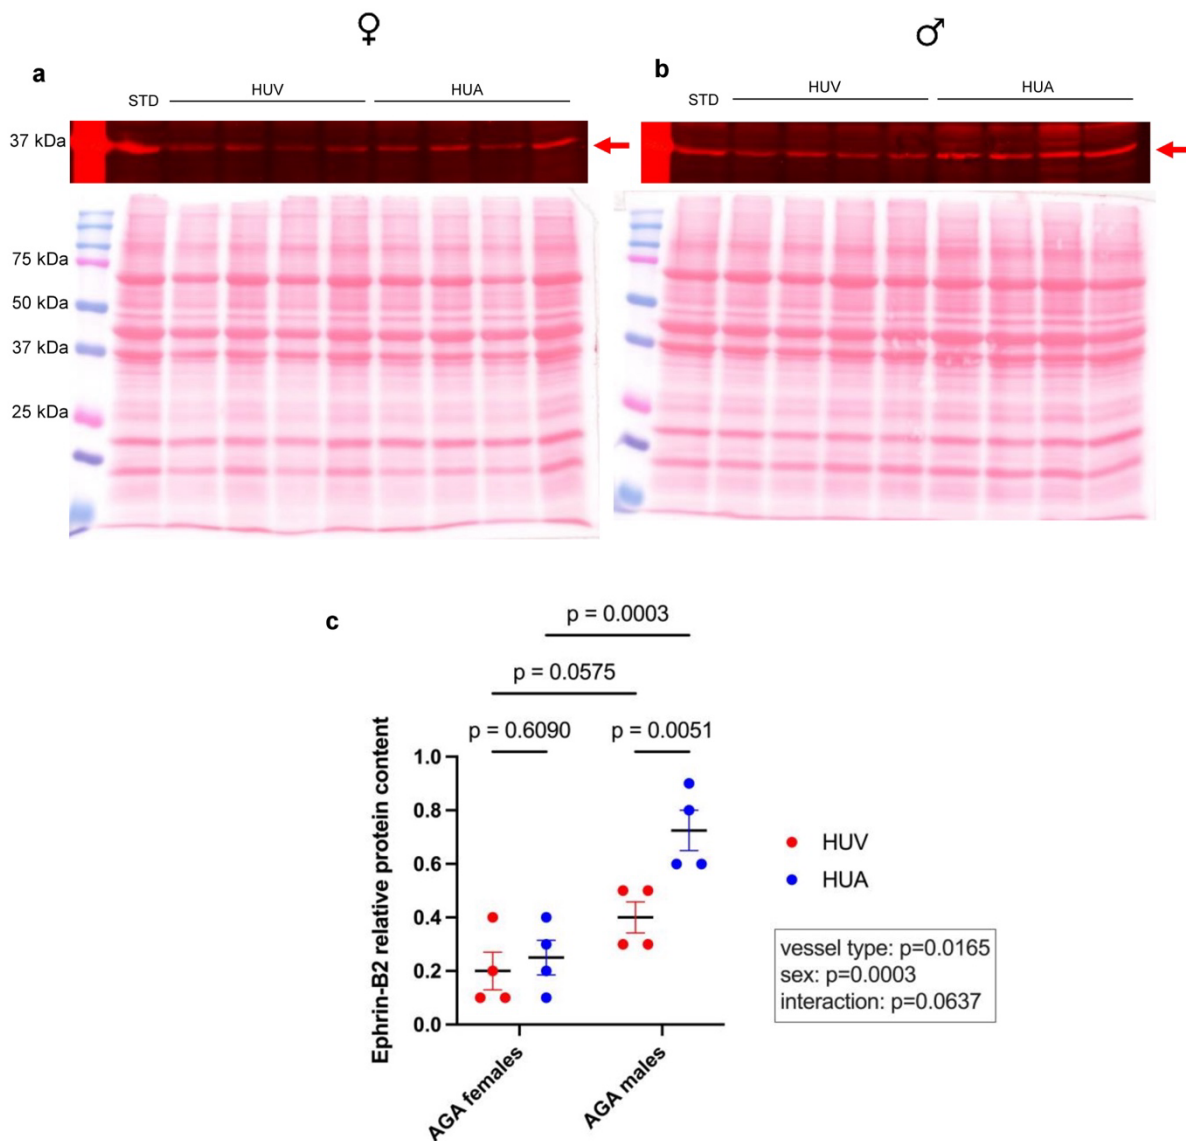 ♀
♂
a
STD HUV HUA
37 kDa
75 kDa
50 kDa
37 kDa
25 kDa
b
STD HUV HUA
c
p = 0.0003
p = 0.0575
p = 0.6090
p = 0.0051
Ephrin-B2 relative protein content
1.0
0.8
0.6
0.4
0.2
0.0
AGA females
AGA males
HUV
HUA
vessel type: p=0.0165
sex: p=0.0003
interaction: p=0.0637